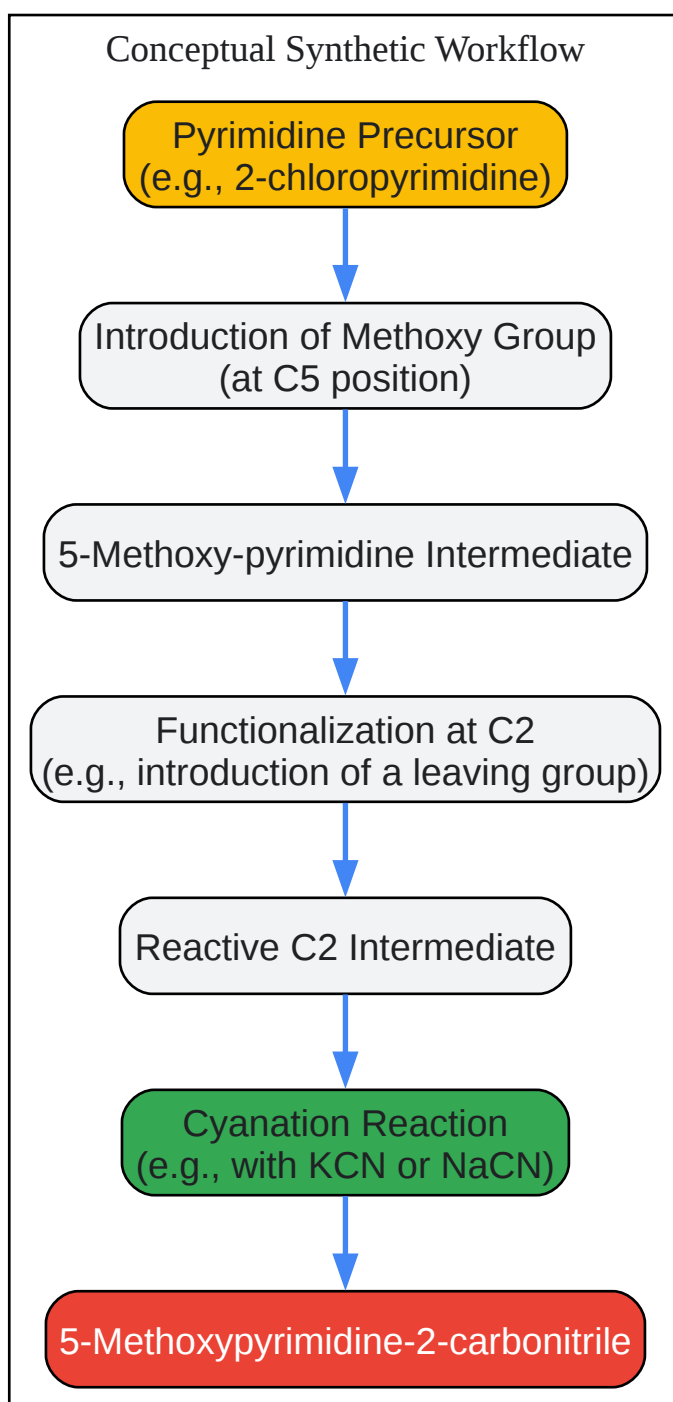 Conceptual Synthetic Workflow
Pyrimidine Precursor
(e.g., 2-chloropyrimidine)
Introduction of Methoxy Group
(at C5 position)
5-Methoxy-pyrimidine Intermediate
Functionalization at C2
(e.g., introduction of a leaving group)
Reactive C2 Intermediate
Cyanation Reaction
(e.g., with KCN or NaCN)
5-Methoxypyrimidine-2-carbonitrile